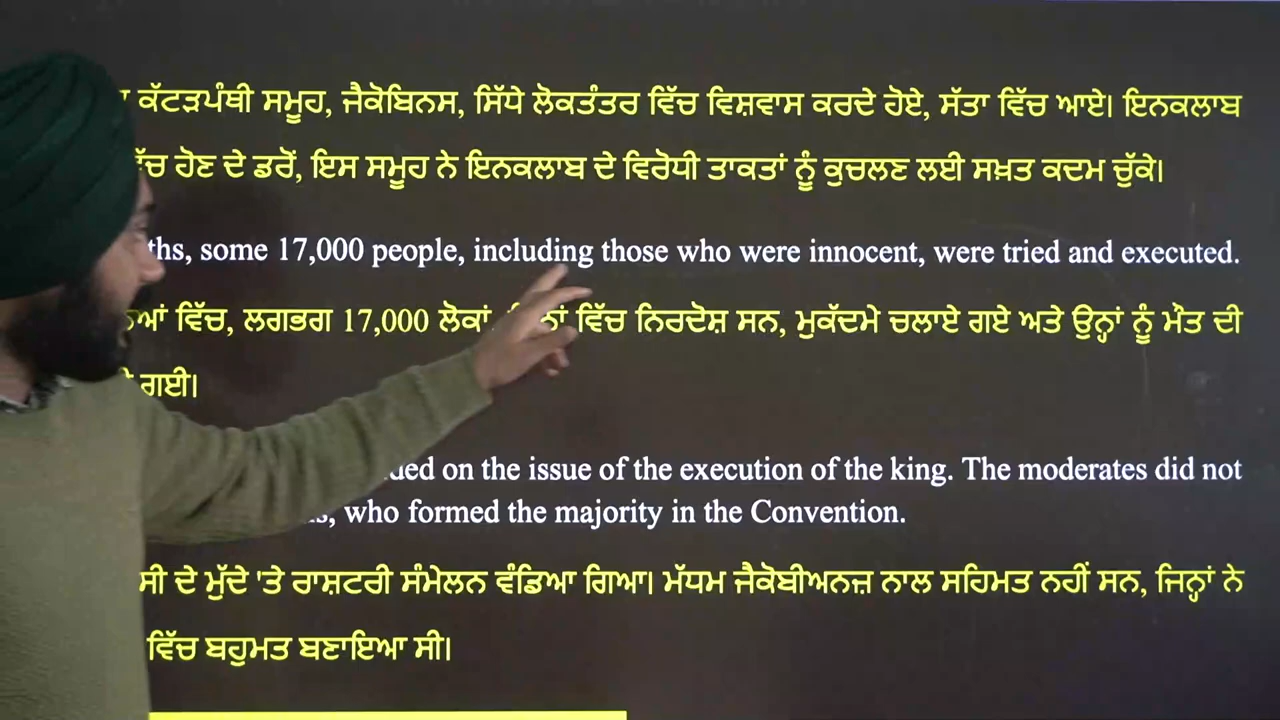 ਕੱਟੜਪੰਥੀ ਸਮੂਹ, ਜੈਕੋਬਿਨਸ, ਸਿੱਧੇ ਲੋਕਤੰਤਰ ਵਿੱਚ ਵਿਸ਼ਵਾਸ ਕਰਦੇ ਹੋਏ, ਸੱਤਾ ਵਿੱਚ ਆਏ। ਇਨਕਲਾਬ
ਹੋਣ ਦੇ ਡਰੋਂ, ਇਸ ਸਮੂਹ ਨੇ ਇਨਕਲਾਬ ਦੇ ਵਿਰੋਧੀ ਤਾਕਤਾਂ ਨੂੰ ਕੁਚਲਣ ਲਈ ਸਖ਼ਤ ਕਦਮ ਚੁੱਕੇ।
some 17,000 people, including those who were innocent, were tried and executed.
ਵਿੱਚ, ਲਗਭਗ 17,000 ਲੋਕਾਂ ਵਿੱਚ ਨਿਰਦੋਸ਼ ਸਨ, ਮੁਕੱਦਮੇ ਚਲਾਏ ਗਏ ਅਤੇ ਉਨ੍ਹਾਂ ਨੂੰ ਮੌਤ ਦੀ
ਗਈ।
on the issue of the execution of the king. The moderates did not
who formed the majority in the Convention.
ਦੇ ਮੁੱਦੇ 'ਤੇ ਰਾਸ਼ਟਰੀ ਸੰਮੇਲਨ ਵੰਡਿਆ ਗਿਆ। ਮੱਧਮ ਜੈਕੋਬੀਅਨਜ਼ ਨਾਲ ਸਹਿਮਤ ਨਹੀਂ ਸਨ, ਜਿਨ੍ਹਾਂ ਨੇ
ਵਿੱਚ ਬਹੁਮਤ ਬਣਾਇਆ ਸੀ।